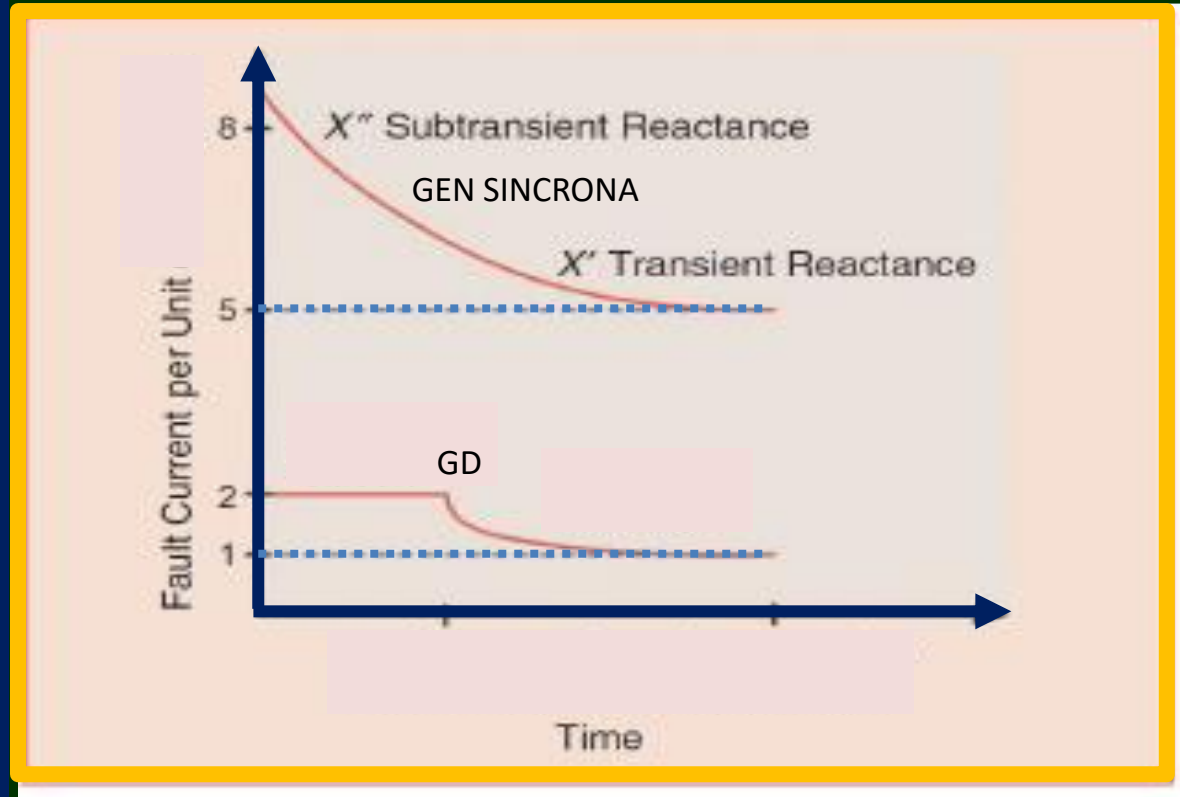 8
X″ Subtransient Reactance
GEN SINCRONA
X′ Transient Reactance
5
Fault Current per Unit
GD
2
1
Time